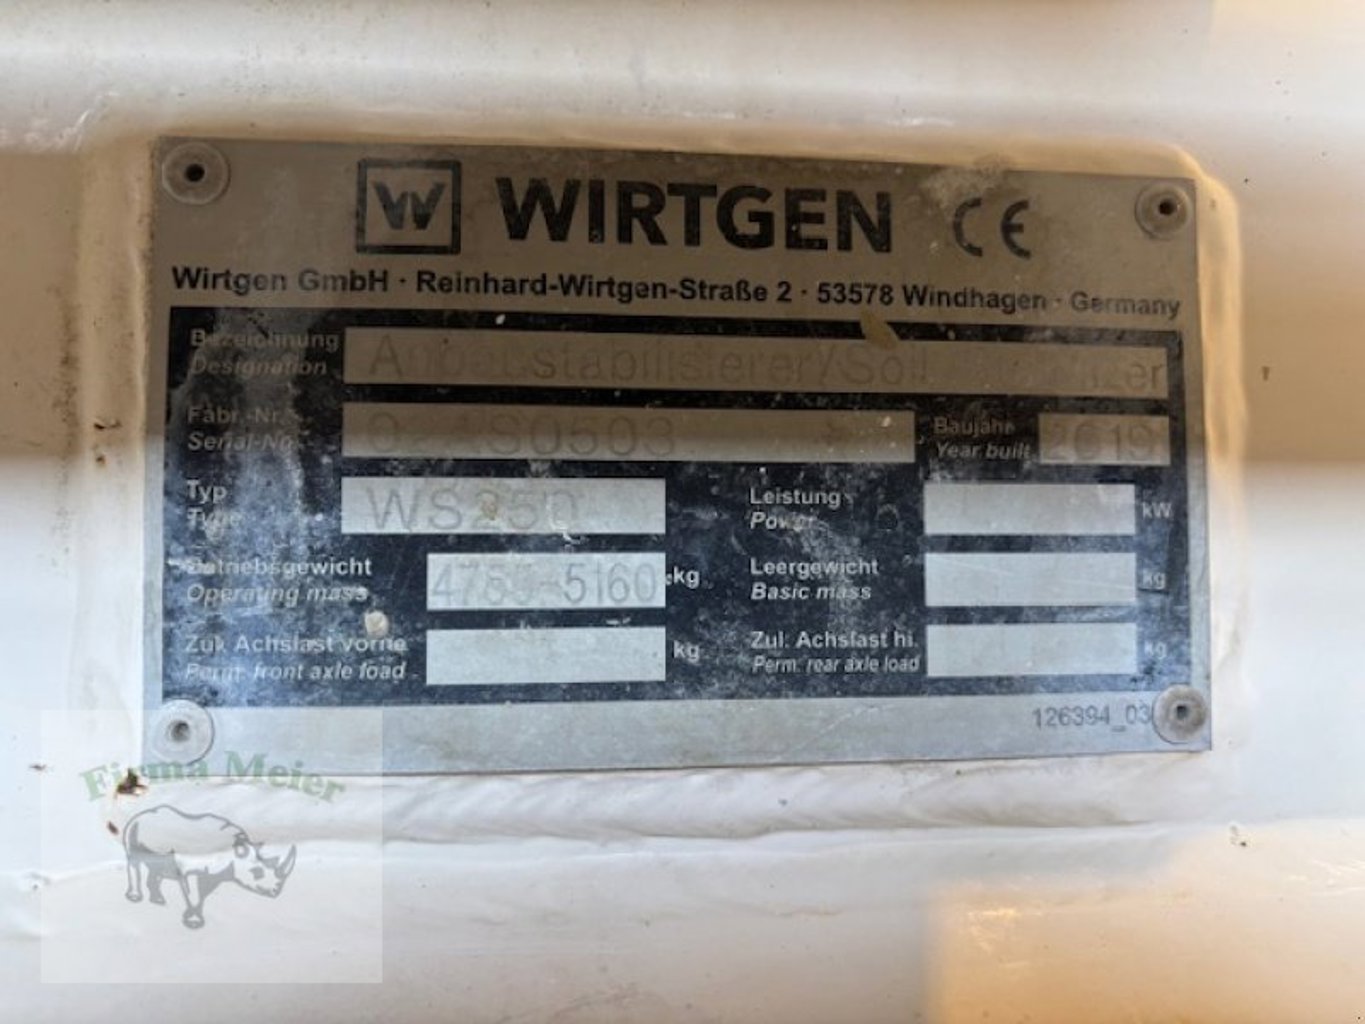 W WIRTGEN CE
Wirtgen GmbH · Reinhard-Wirtgen-Straße 2 · 53578 Windhagen · Germany
Bezeichnung
Designation
Fabr.-Nr.
Serial-No.
Baujahr 2019
Year built
Typ WS250
Type
Leistung kW
Power
Betriebsgewicht kg
Operating mass
Leergewicht kg
Basic mass
Zul. Achslast vorne kg
Perm. front axle load
Zul. Achslast hi. kg
Perm. rear axle load
126394_03
Firma Meier